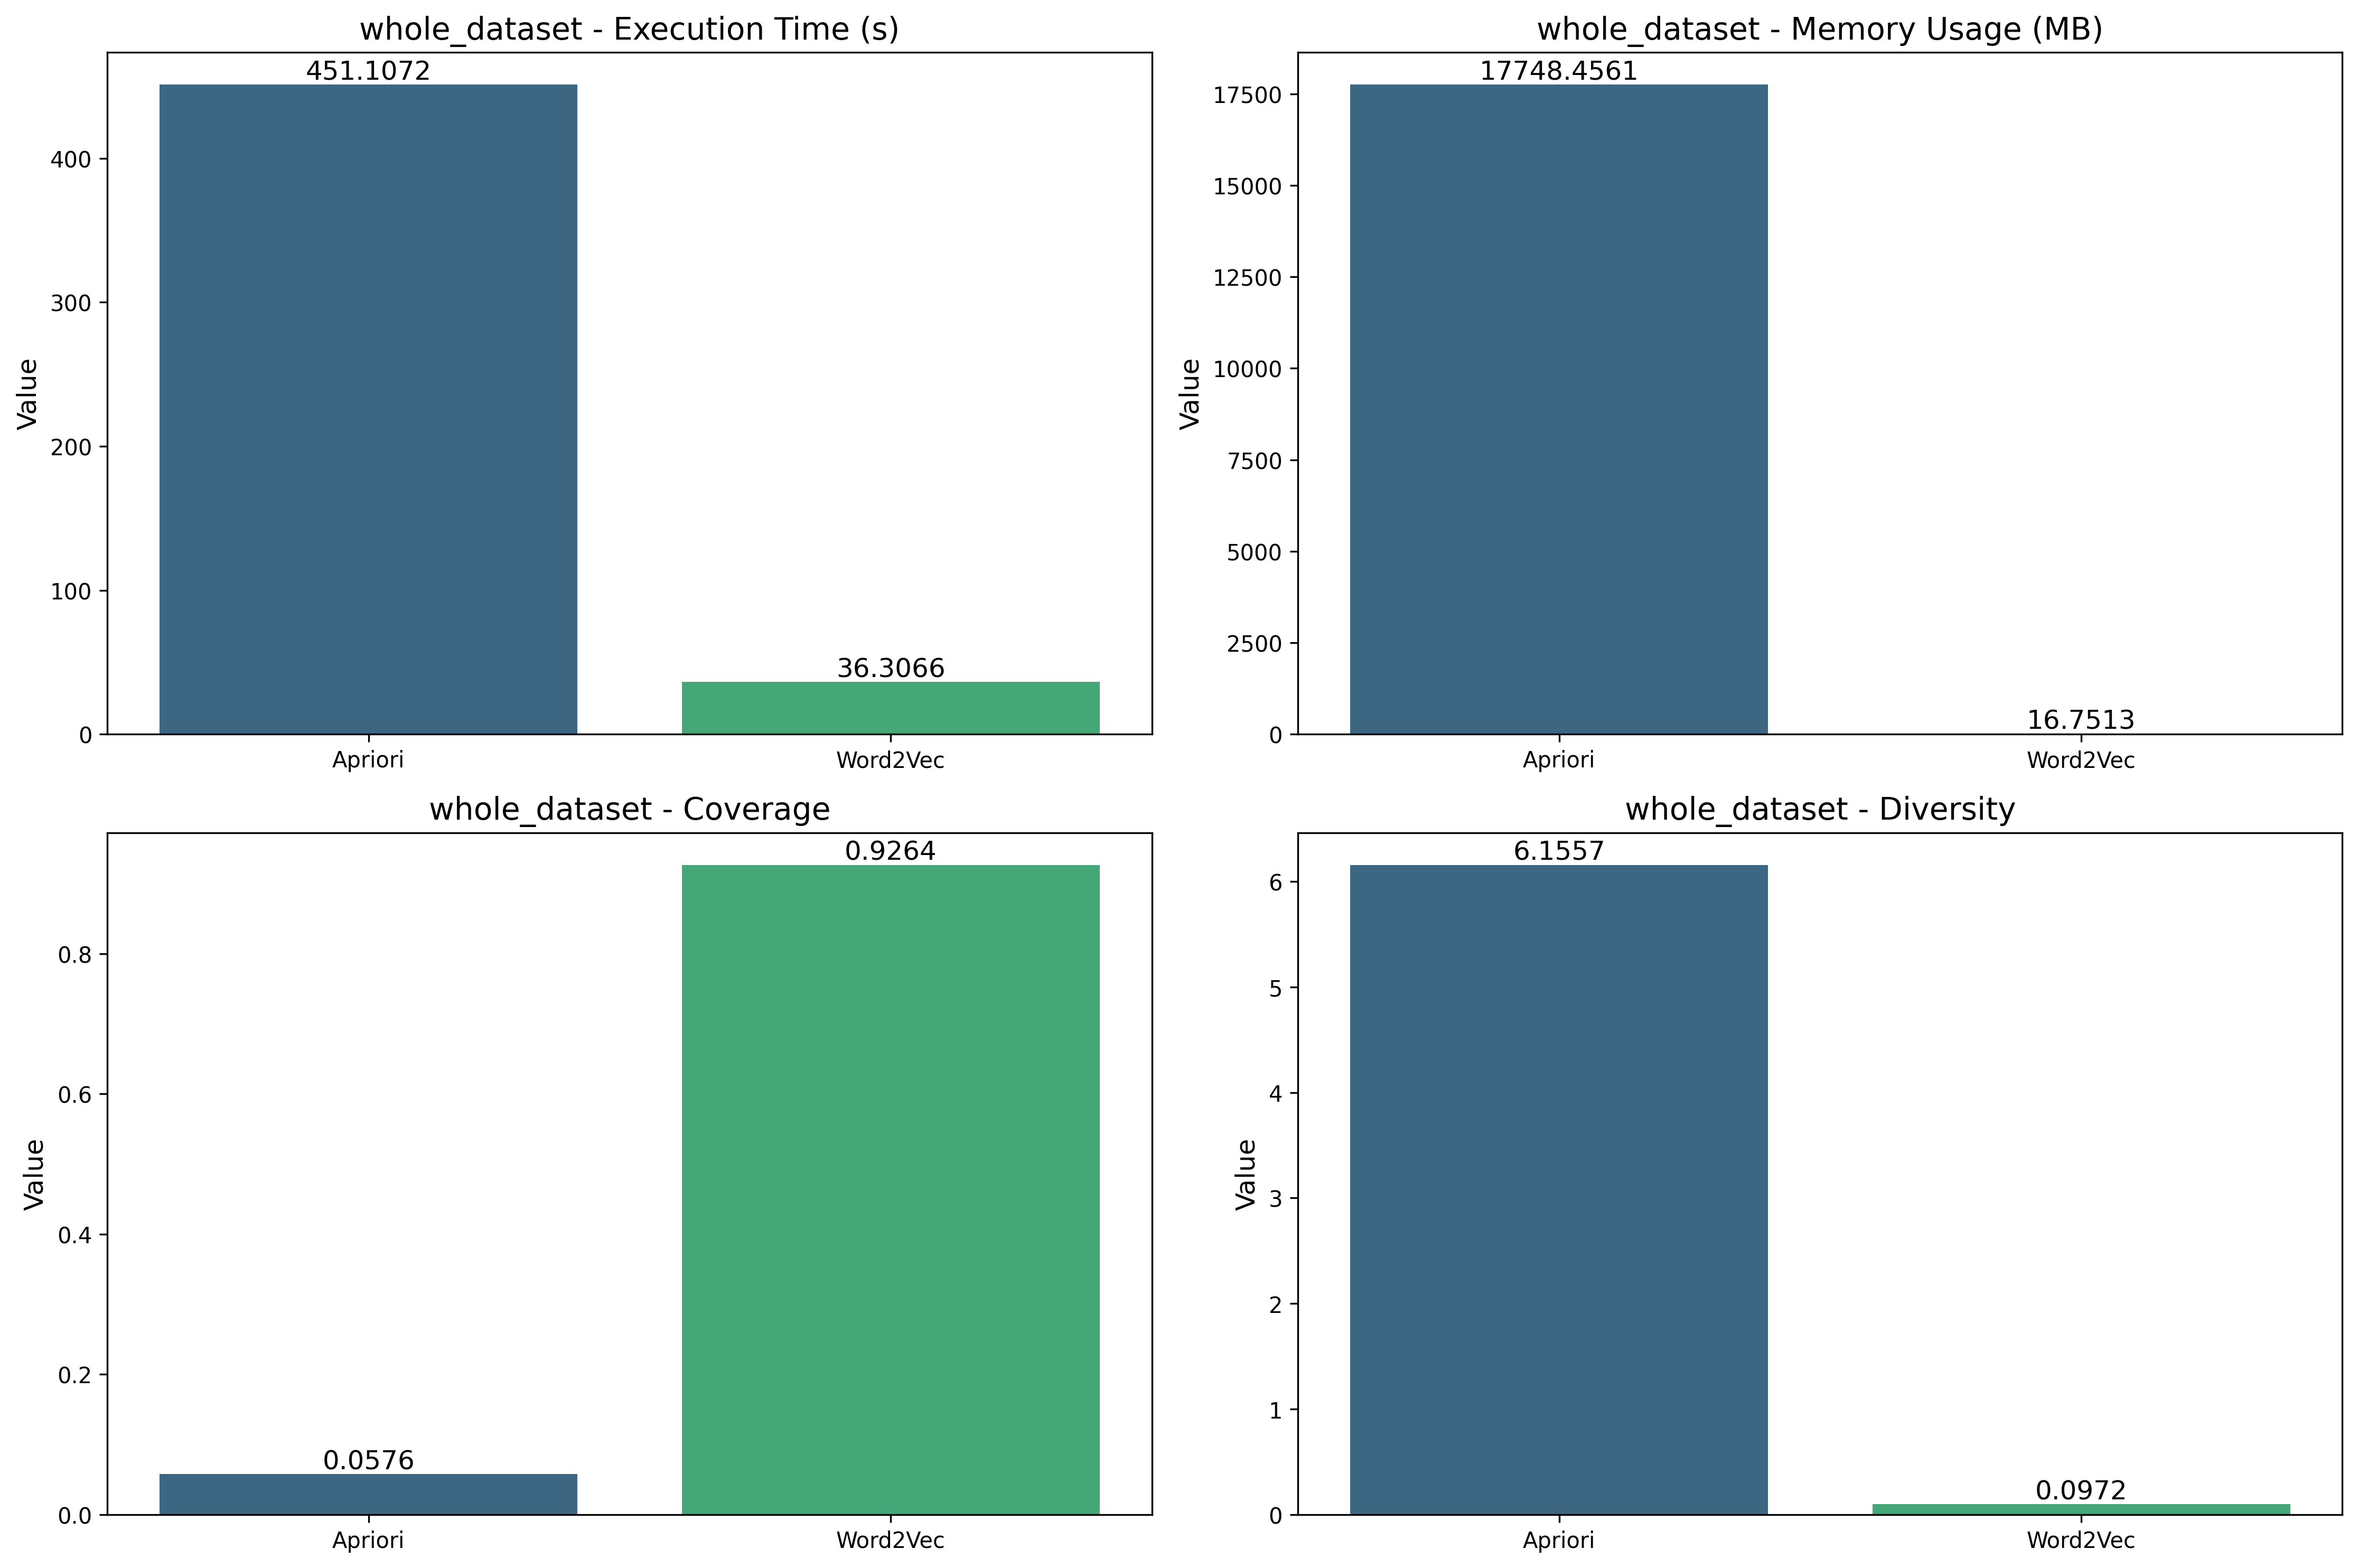 whole_dataset - Execution Time (s)
451.1072
400
300
200
100
0
Value
36.3066
Apriori
Word2Vec
whole_dataset - Memory Usage (MB)
17748.4561
17500
15000
12500
10000
7500
5000
2500
0
Value
16.7513
Apriori
Word2Vec
whole_dataset - Coverage
0.9264
0.8
0.6
0.4
0.2
0.0
Value
0.0576
Apriori
Word2Vec
whole_dataset - Diversity
6.1557
6
5
4
3
2
1
0
Value
0.0972
Apriori
Word2Vec